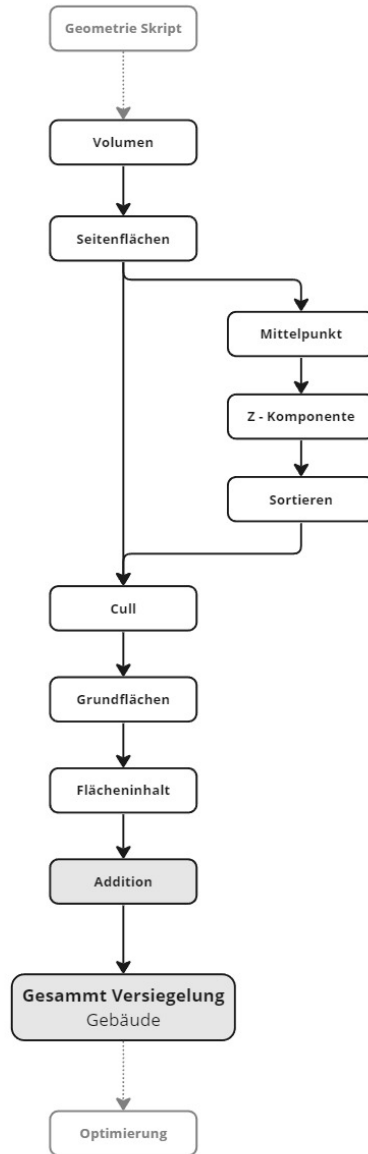 Geometrie Skript
Volumen
Seitenflächen
Mittelpunkt
Z - Komponente
Sortieren
Cull
Grundflächen
Flächeninhalt
Addition
Gesammt Versiegelung
Gebäude
Optimierung